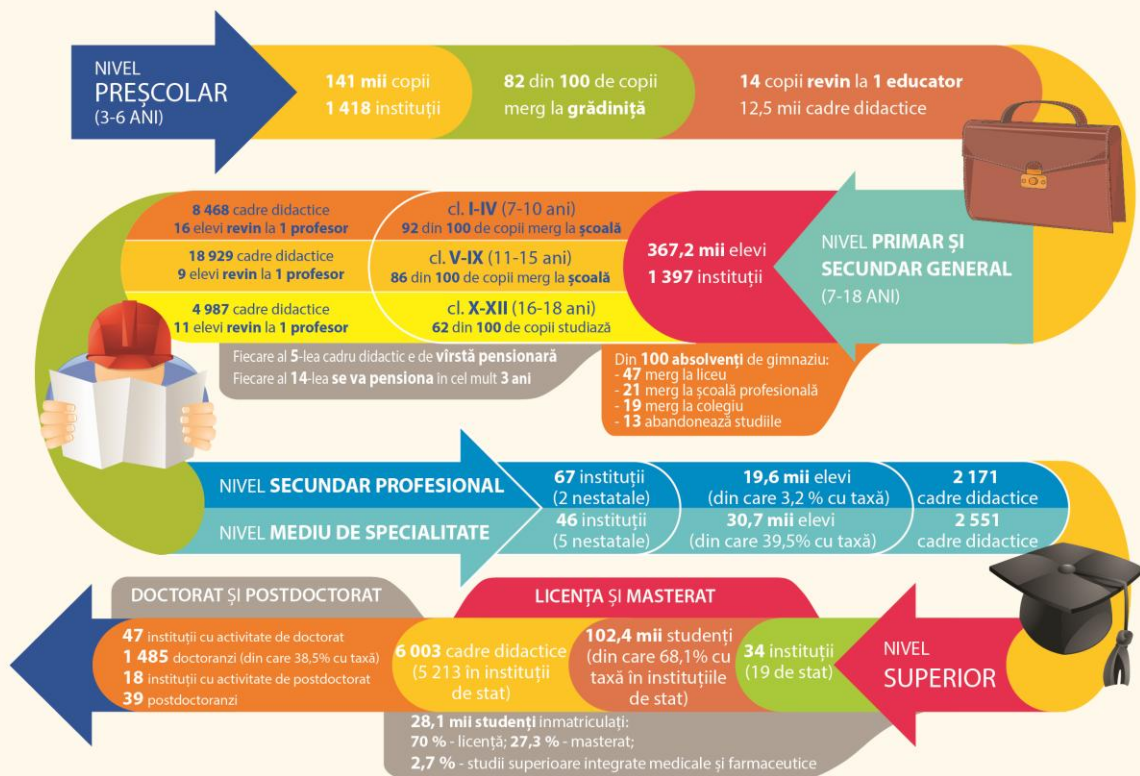 NIVEL
PREȘCOLAR
(3-6 ANI)
141 mii copii
1 418 instituții
82 din 100 de copii
merg la grădiniță
14 copii revin la 1 educator
12,5 mii cadre didactice
NIVEL PRIMAR ȘI
SECUNDAR GENERAL
(7-18 ANI)
367,2 mii elevi
1 397 instituții
cl. I-IV (7-10 ani)
92 din 100 de copii merg la școală
8 468 cadre didactice
16 elevi revin la 1 profesor
cl. V-IX (11-15 ani)
86 din 100 de copii merg la școală
18 929 cadre didactice
9 elevi revin la 1 profesor
cl. X-XII (16-18 ani)
62 din 100 de copii studiază
4 987 cadre didactice
11 elevi revin la 1 profesor
Fiecare al 5-lea cadru didactic e de vîrstă pensionară
Fiecare al 14-lea se va pensiona în cel mult 3 ani
Din 100 absolvenți de gimnaziu:
- 47 merg la liceu
- 21 merg la școală profesională
- 19 merg la colegiu
- 13 abandonează studiile
NIVEL SECUNDAR PROFESIONAL
67 instituții
(2 nestatale)
19,6 mii elevi
(din care 3,2 % cu taxă)
2 171
cadre didactice
NIVEL MEDIU DE SPECIALITATE
46 instituții
(5 nestatale)
30,7 mii elevi
(din care 39,5% cu taxă)
2 551
cadre didactice
NIVEL
SUPERIOR
LICENȚA ȘI MASTERAT
34 instituții
(19 de stat)
102,4 mii studenți
(din care 68,1% cu
taxă în instituțiile
de stat)
6 003 cadre didactice
(5 213 în instituții
de stat)
28,1 mii studenți inmatriculați:
70 % - licență; 27,3 % - masterat;
2,7 % - studii superioare integrate medicale și farmaceutice
DOCTORAT ȘI POSTDOCTORAT
47 instituții cu activitate de doctorat
1 485 doctoranzi (din care 38,5% cu taxă)
18 instituții cu activitate de postdoctorat
39 postdoctoranzi